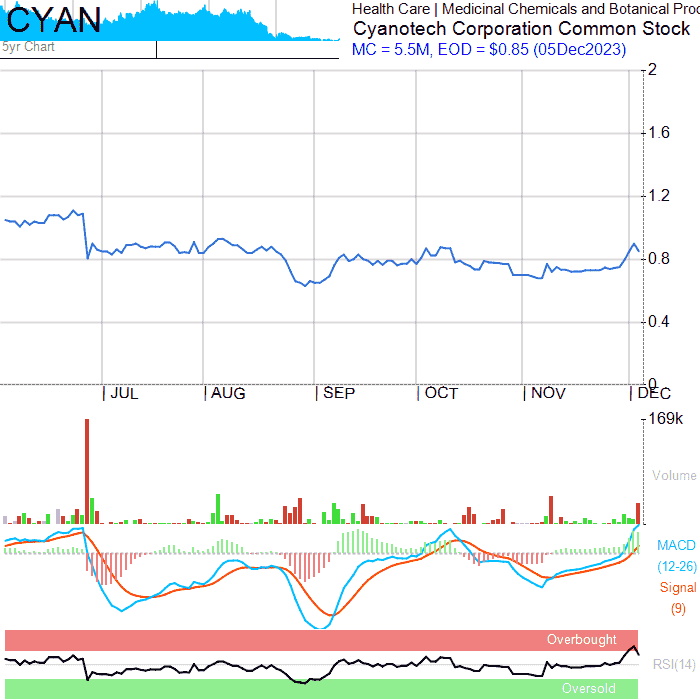 CYAN
5yr Chart
Health Care | Medicinal Chemicals and Botanical Proc
Cyanotech Corporation Common Stock
MC = 5.5M, EOD = $0.85 (05Dec2023)
2
1.6
1.2
0.8
0.4
0
JUL AUG SEP OCT NOV DEC
169k
Volume
MACD
(12-26)
Signal
(9)
Overbought
RSI(14)
Oversold